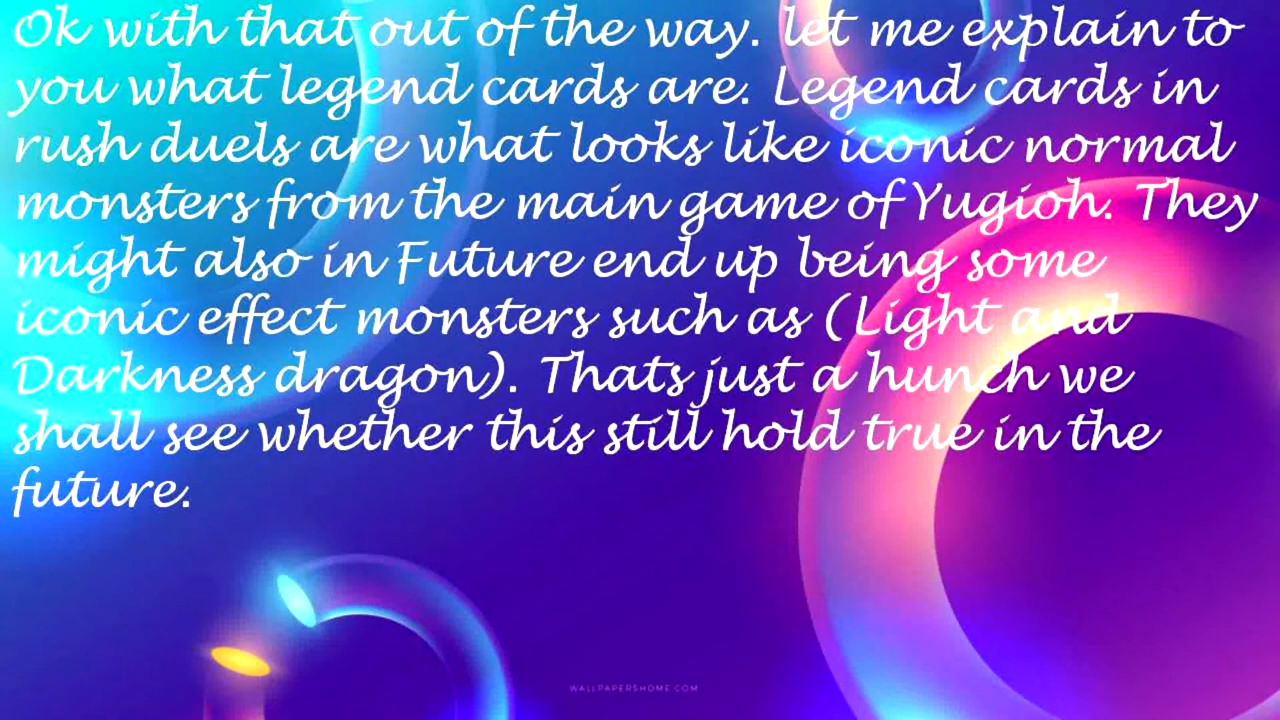 Ok with that out of the way. let me explain to
you what legend cards are. Legend cards in
rush duels are what looks like iconic normal
monsters from the main game of Yugioh. They
might also in Future end up being some
iconic effect monsters such as (Light and
Darkness dragon). Thats just a hunch we
shall see whether this still hold true in the
future.
WALLPAPERSHOME.COM